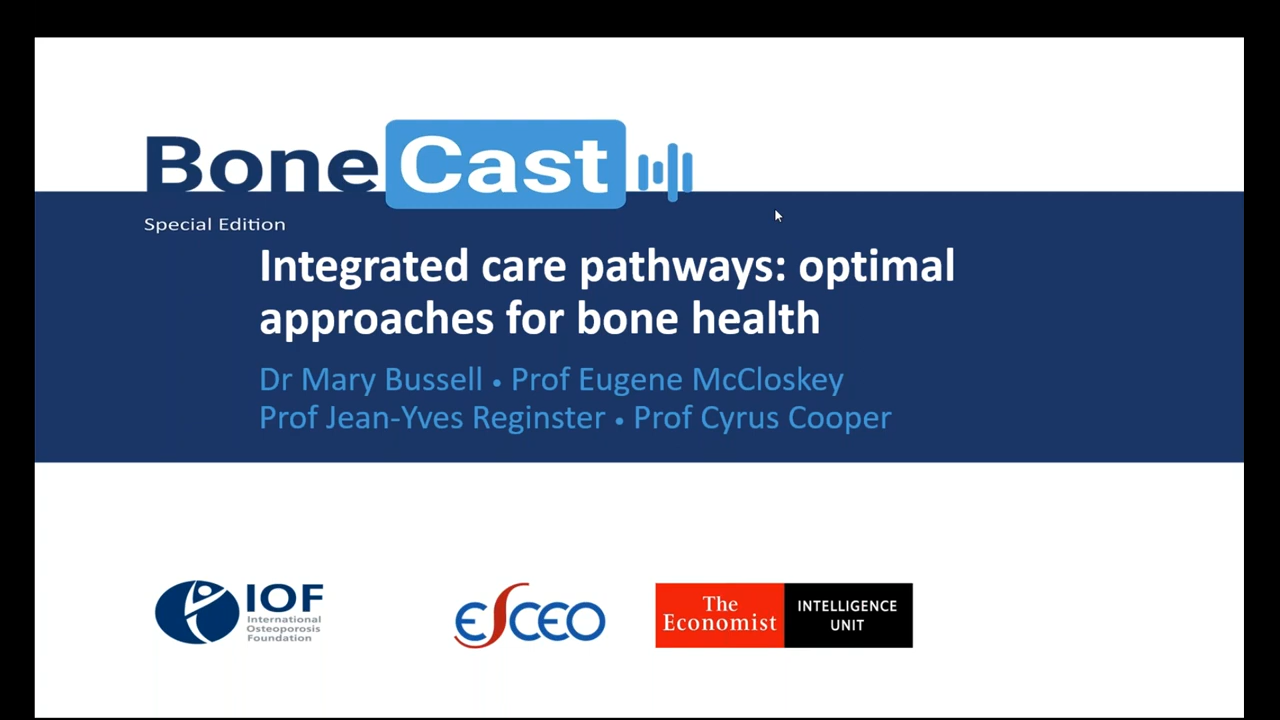 BoneCast
Special Edition
Integrated care pathways: optimal
approaches for bone health
Dr Mary Bussell • Prof Eugene McCloskey
Prof Jean-Yves Reginster • Prof Cyrus Cooper
IOF
International
Osteoporosis
Foundation
ESCEO
The
Economist
INTELLIGENCE
UNIT